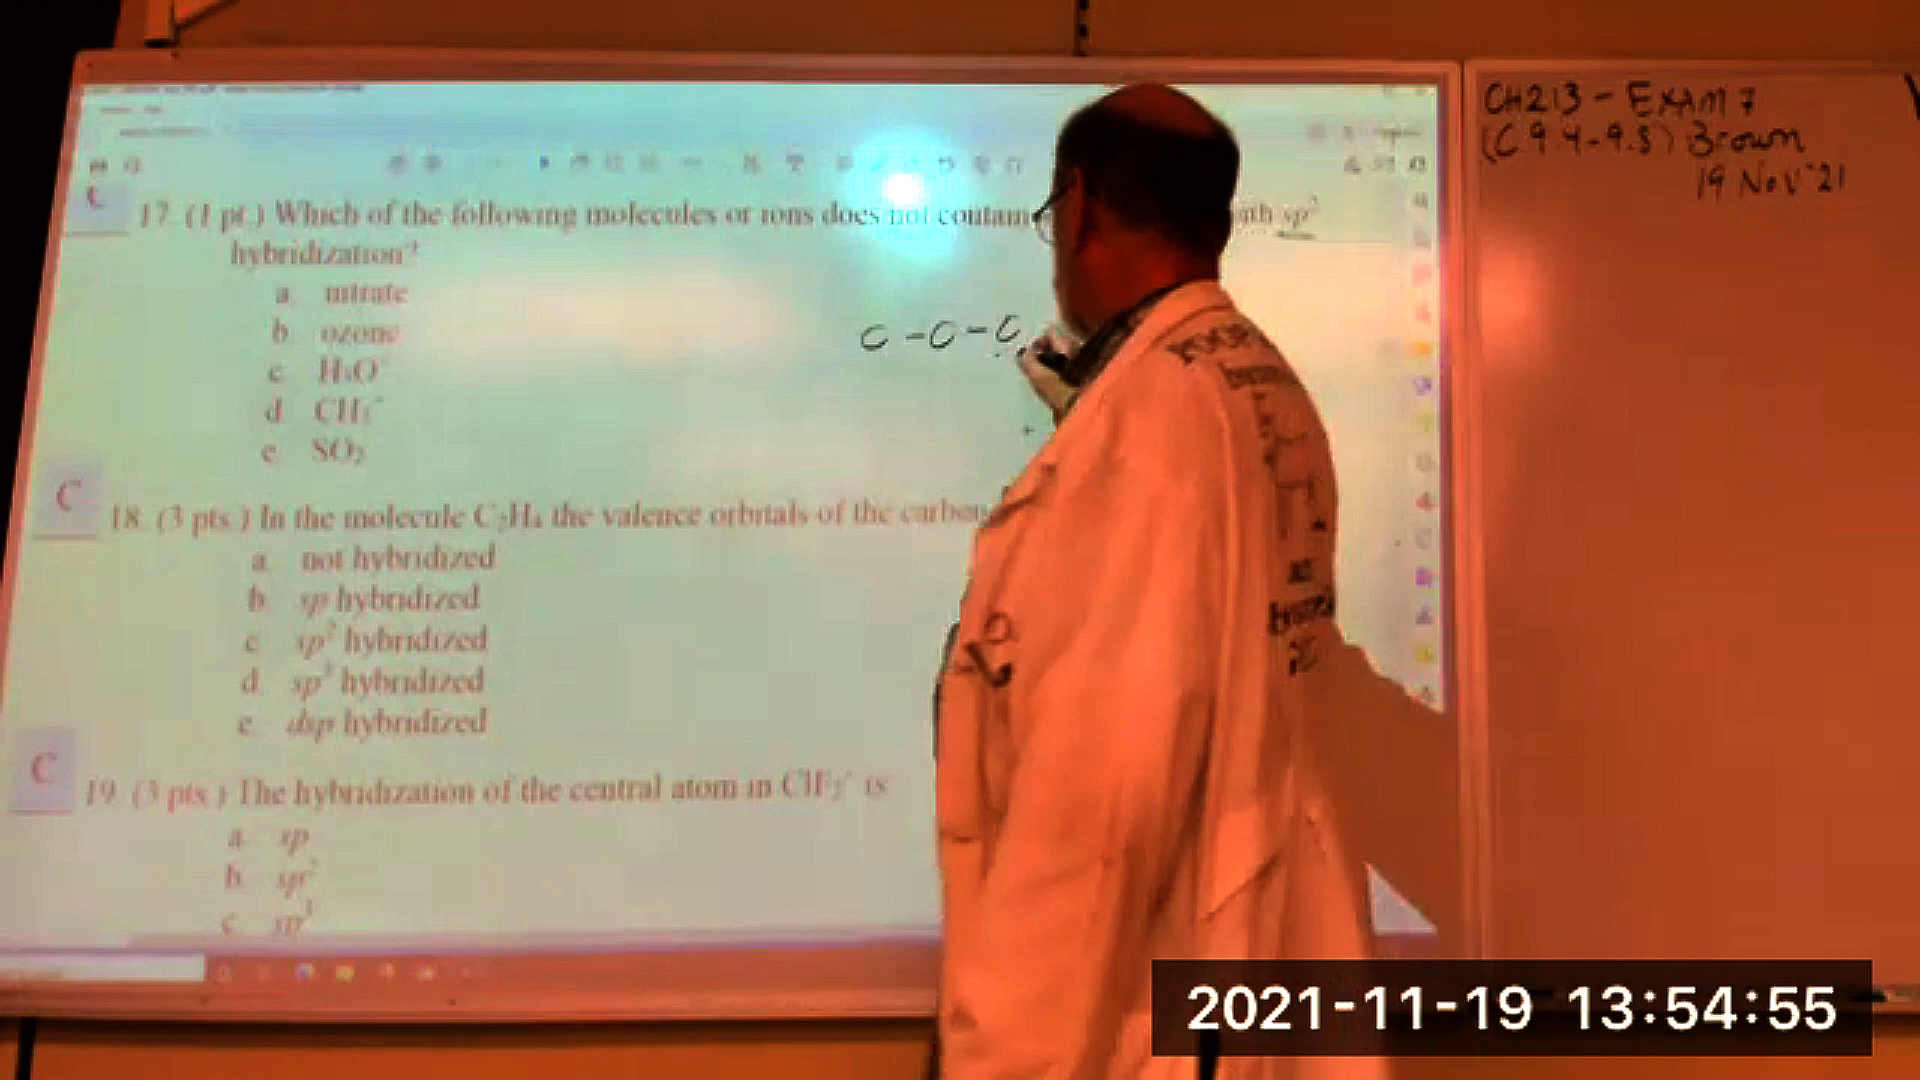 CH213 - EXAM 7
(C 9.4-9.8) Brown
19 Nov '21
C
17. (1 pt.) Which of the following molecules or ions does not contain sp²
hybridization?
a. nitrate
b. ozone
c. H₃O⁺
d.
e. SO₂
C - C - C
C
18. (3 pts.) In the molecule C₂H₄ the valence orbitals of the carbon
a. not hybridized
b. sp hybridized
c. sp² hybridized
d. sp³ hybridized
e. dsp hybridized
C
19. (3 pts.) The hybridization of the central atom in is
a. sp
b. sp²
c. sp³
2021-11-19 13:54:55